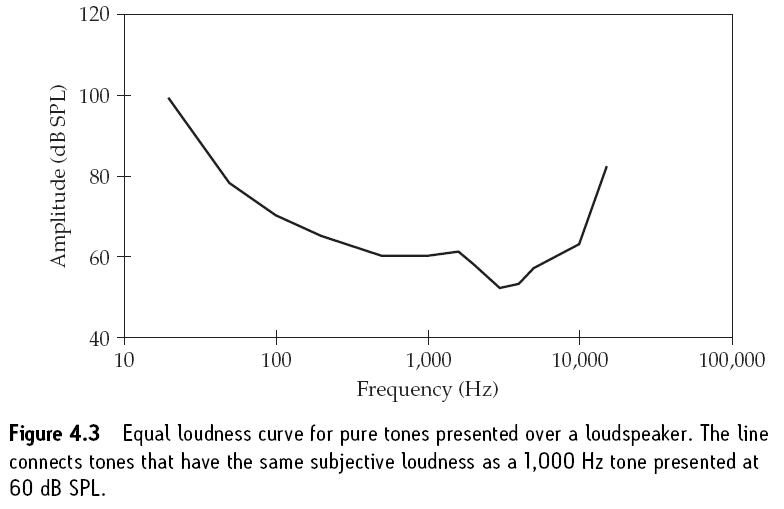 120
100
80
60
40
Amplitude (dB SPL)
10 100 1,000 10,000 100,000
Frequency (Hz)
Figure 4.3 Equal loudness curve for pure tones presented over a loudspeaker. The line
connects tones that have the same subjective loudness as a 1,000 Hz tone presented at
60 dB SPL.